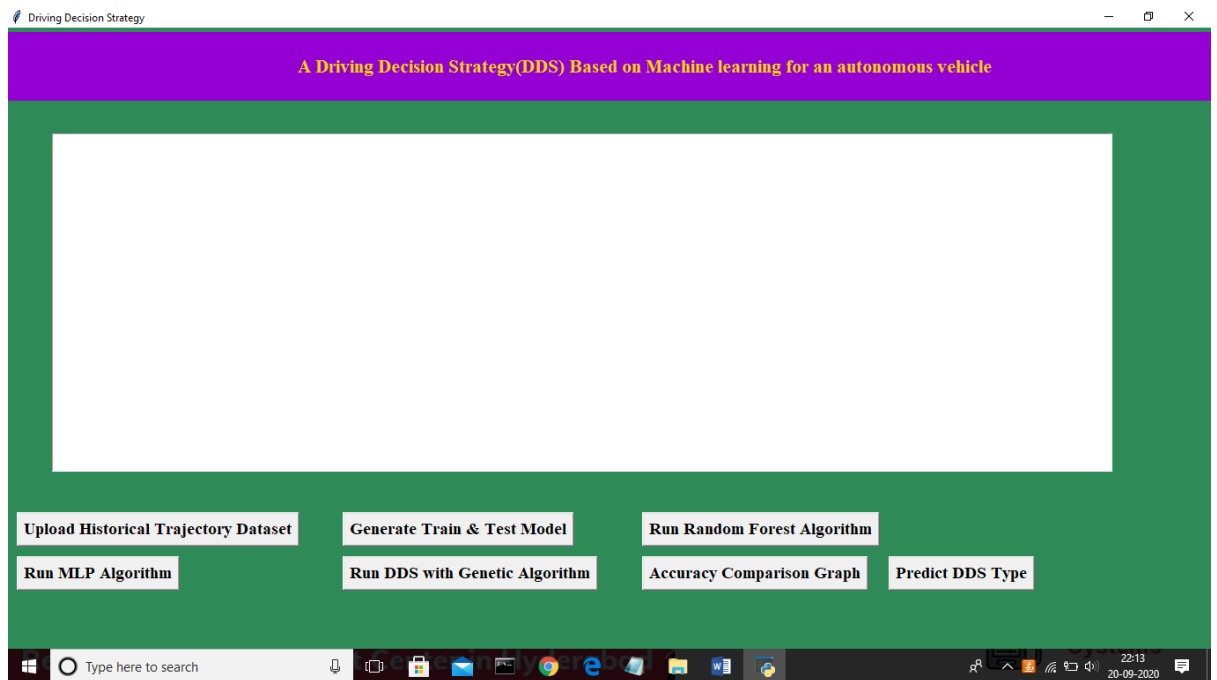 Driving Decision Strategy
A Driving Decision Strategy(DDS) Based on Machine learning for an autonomous vehicle
Upload Historical Trajectory Dataset
Generate Train & Test Model
Run Random Forest Algorithm
Run MLP Algorithm
Run DDS with Genetic Algorithm
Accuracy Comparison Graph
Predict DDS Type
Type here to search
22:13
20-09-2020